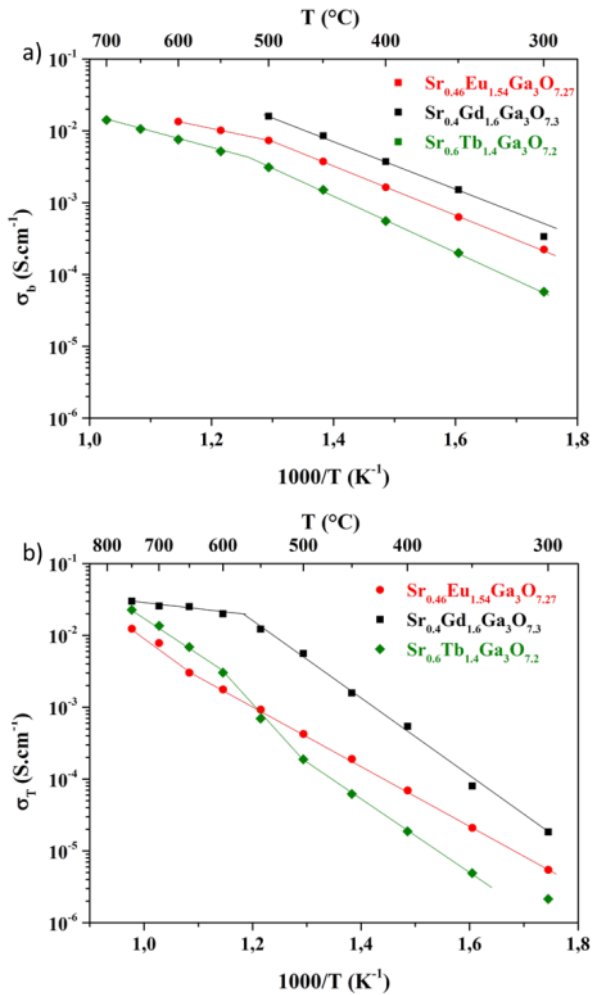 T (°C)
a)
700 600 500 400 300
10⁻¹
Sr₀.₄₆Eu₁.₅₄Ga₃O₇.₂₇
Sr₀.₄Gd₁.₆Ga₃O₇.₃
Sr₀.₆Tb₁.₄Ga₃O₇.₂
10⁻²
10⁻³
σb (S.cm⁻¹)
10⁻⁴
10⁻⁵
10⁻⁶
1,0 1,2 1,4 1,6 1,8
1000/T (K⁻¹)
T (°C)
b)
800 700 600 500 400 300
10⁻¹
Sr₀.₄₆Eu₁.₅₄Ga₃O₇.₂₇
Sr₀.₄Gd₁.₆Ga₃O₇.₃
Sr₀.₆Tb₁.₄Ga₃O₇.₂
10⁻²
10⁻³
σT (S.cm⁻¹)
10⁻⁴
10⁻⁵
10⁻⁶
1,0 1,2 1,4 1,6 1,8
1000/T (K⁻¹)